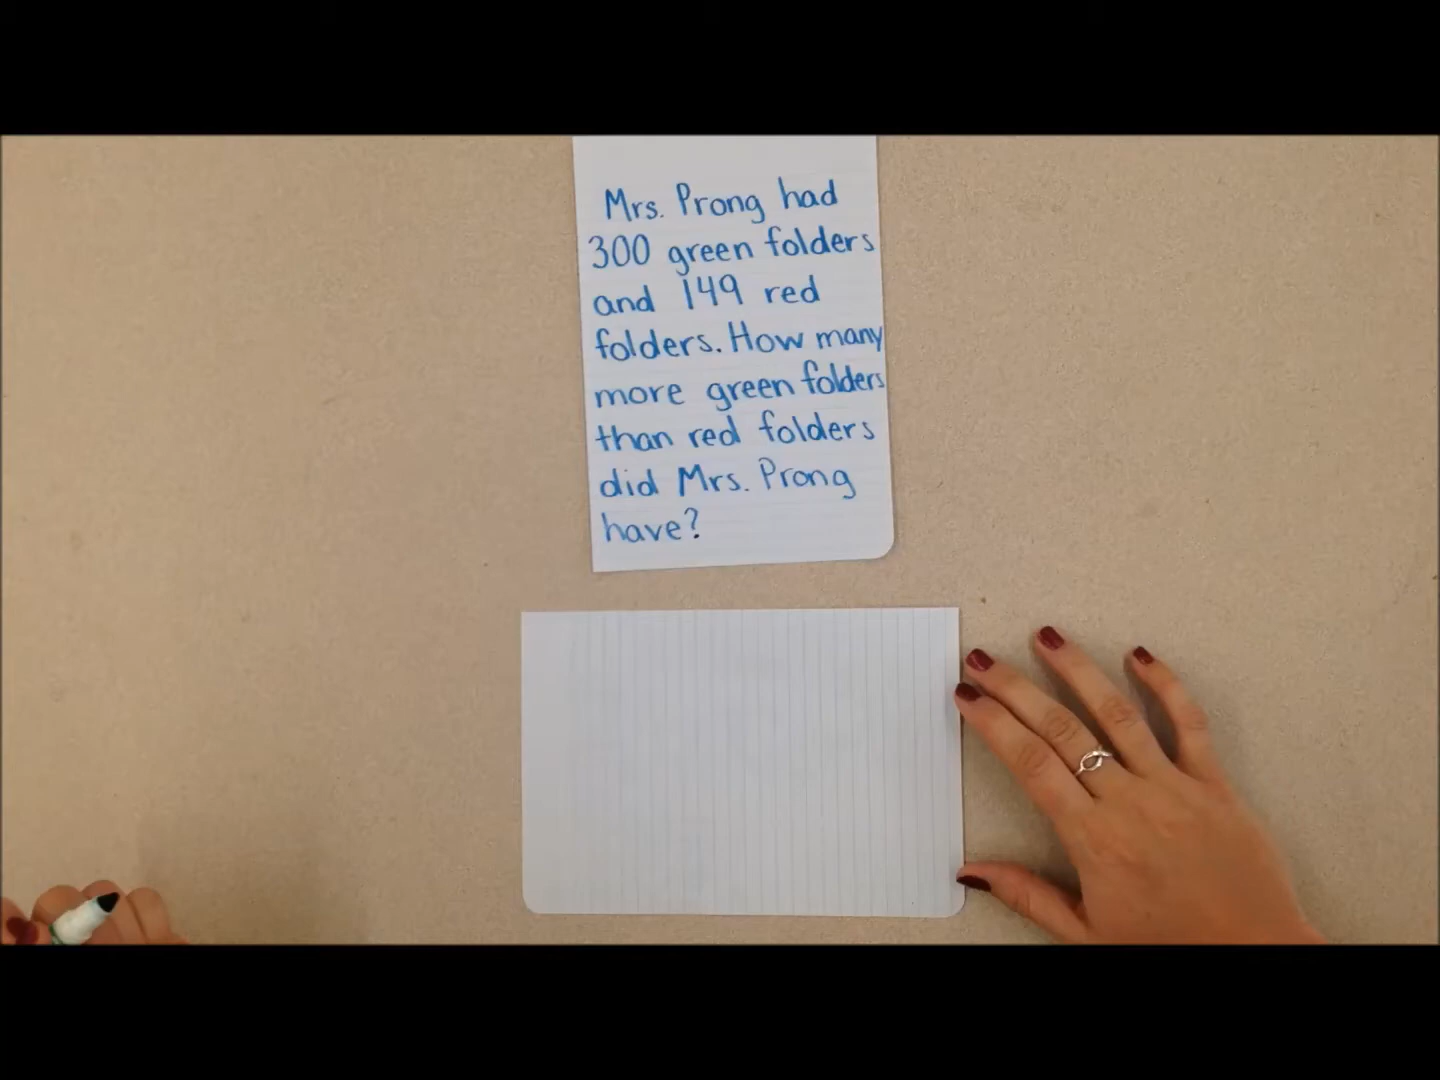 Mrs. Prong had
300 green folders
and 149 red
folders. How many
more green folders
than red folders
did Mrs. Prong
have?